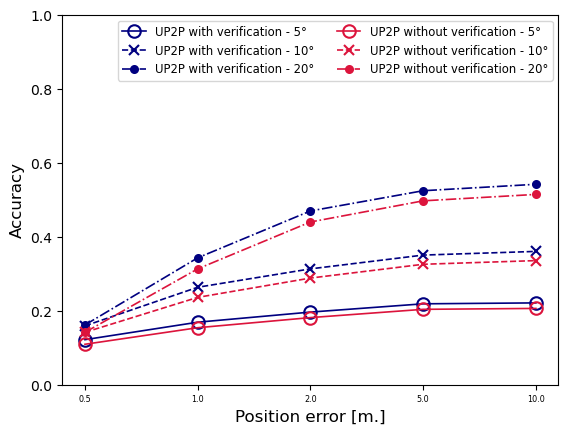 UP2P with verification - 5°
UP2P with verification - 10°
UP2P with verification - 20°
UP2P without verification - 5°
UP2P without verification - 10°
UP2P without verification - 20°
1.0
0.8
0.6
0.4
0.2
0.0
Accuracy
0.5 1.0 2.0 5.0 10.0
Position error [m.]